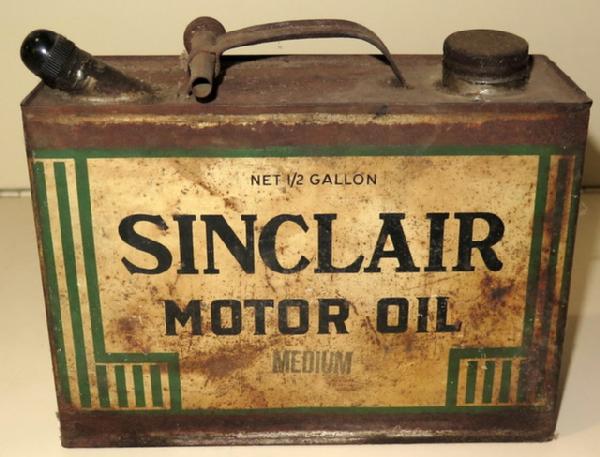 NET 1/2 GALLON
SINCLAIR
MOTOR OIL
MEDIUM